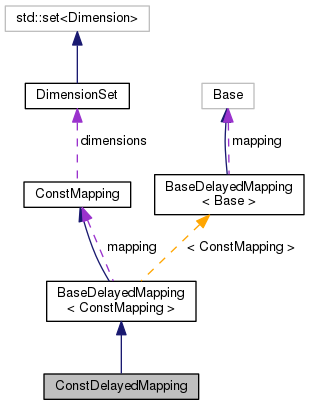 std::set<Dimension>
DimensionSet
Base
dimensions
mapping
ConstMapping
BaseDelayedMapping
< Base >
mapping
< ConstMapping >
BaseDelayedMapping
< ConstMapping >
ConstDelayedMapping